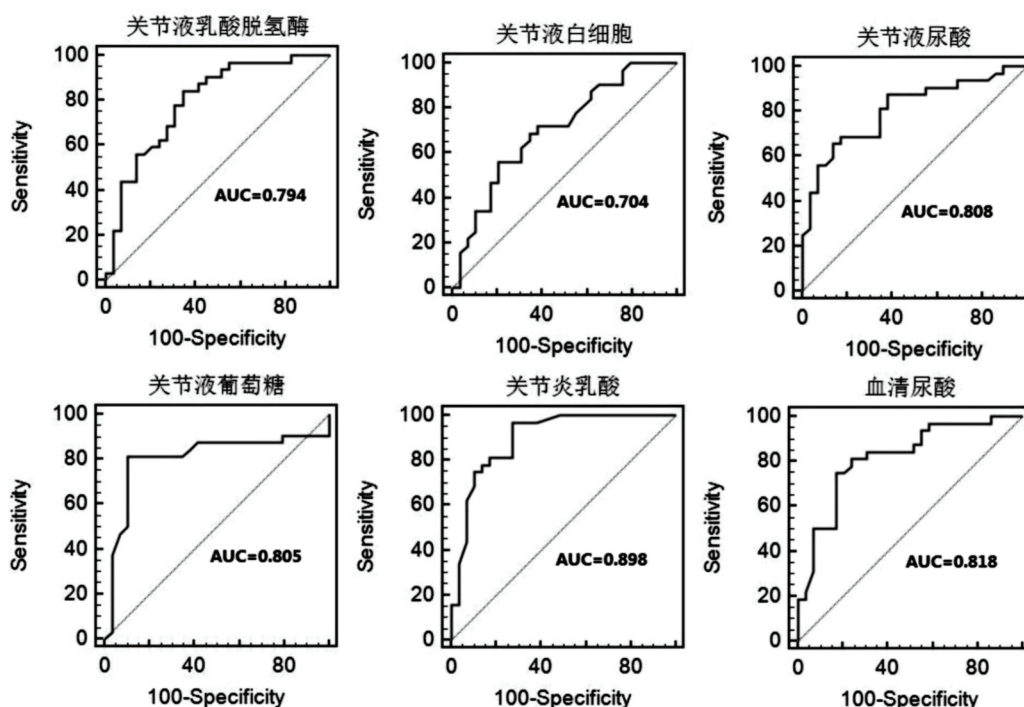 关节液乳酸脱氢酶
100
80
60
40
20
0
Sensitivity
AUC=0.794
0 40 80
100-Specificity
关节液白细胞
100
80
60
40
20
0
Sensitivity
AUC=0.704
0 40 80
100-Specificity
关节液尿酸
100
80
60
40
20
0
Sensitivity
AUC=0.808
0 40 80
100-Specificity
关节液葡萄糖
100
80
60
40
20
0
Sensitivity
AUC=0.805
0 40 80
100-Specificity
关节炎乳酸
100
80
60
40
20
0
Sensitivity
AUC=0.898
0 40 80
100-Specificity
血清尿酸
100
80
60
40
20
0
Sensitivity
AUC=0.818
0 40 80
100-Specificity